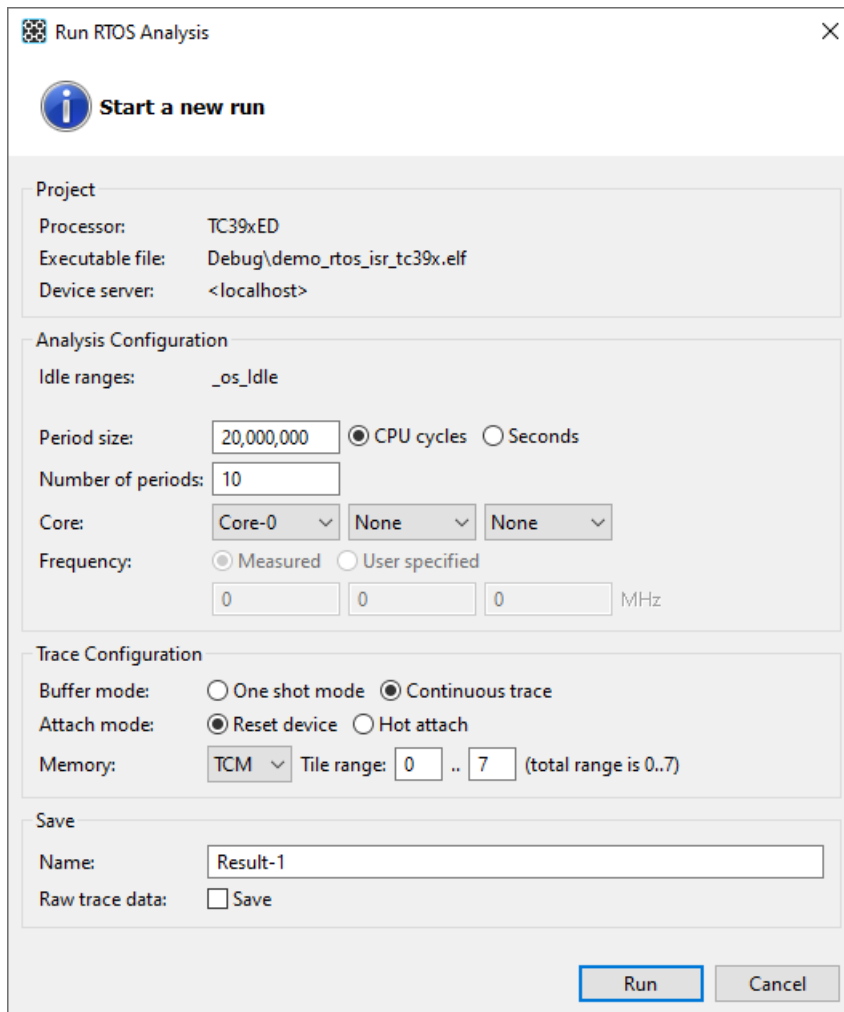 Run RTOS Analysis
Start a new run
Project
Processor: TC39xED
Executable file: Debug\demo_rtos_isr_tc39x.elf
Device server: <localhost>
Analysis Configuration
Idle ranges: _os_Idle
Period size: 20,000,000 CPU cycles Seconds
Number of periods: 10
Core: Core-0 None None
Frequency: Measured User specified
0 0 0 MHz
Trace Configuration
Buffer mode: One shot mode Continuous trace
Attach mode: Reset device Hot attach
Memory: TCM Tile range: 0 .. 7 (total range is 0..7)
Save
Name: Result-1
Raw trace data: Save
Run Cancel